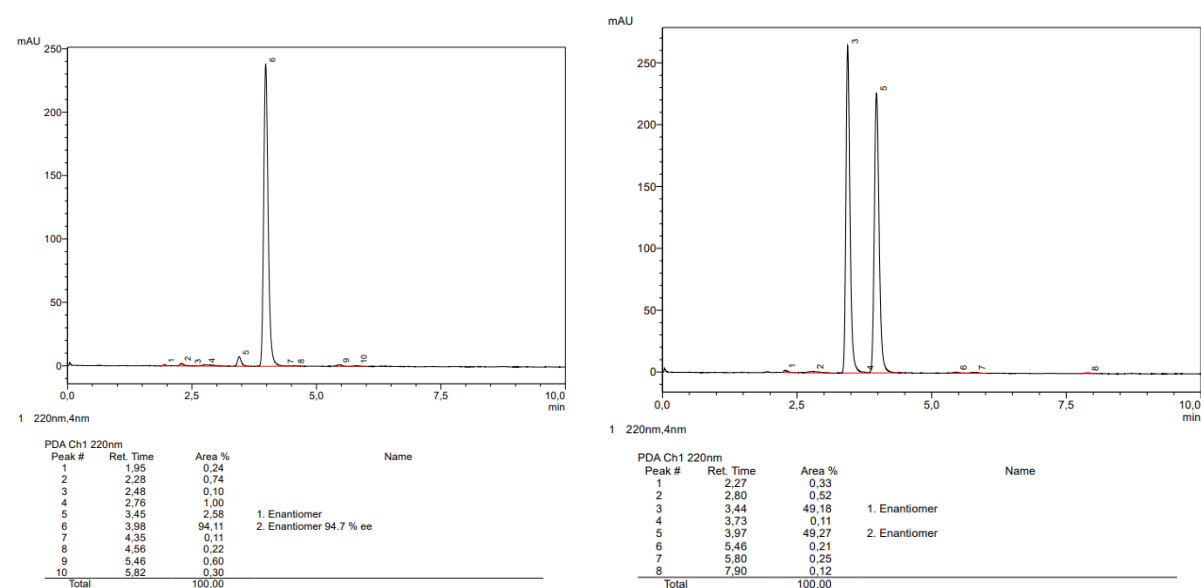 mAU
250
200
150
100
50
0
6
1
2
3
4
5
7
8
9
10
0,0 2,5 5,0 7,5 10,0
min
1 220nm,4nm
PDA Ch1 220nm
Peak # Ret. Time Area % Name
1 1,95 0,24
2 2,28 0,74
3 2,48 0,10
4 2,76 1,00
5 3,45 2,58 1. Enantiomer
6 3,98 94,11 2. Enantiomer 94.7 % ee
7 4,35 0,11
8 4,56 0,22
9 5,46 0,60
10 5,82 0,30
Total 100,00
mAU
250
200
150
100
50
0
3
5
1
2
4
6
7
8
0,0 2,5 5,0 7,5 10,0
min
1 220nm,4nm
PDA Ch1 220nm
Peak # Ret. Time Area % Name
1 2,27 0,33
2 2,80 0,52
3 3,44 49,18 1. Enantiomer
4 3,73 0,11
5 3,97 49,27 2. Enantiomer
6 5,46 0,21
7 5,80 0,25
8 7,90 0,12
Total 100,00